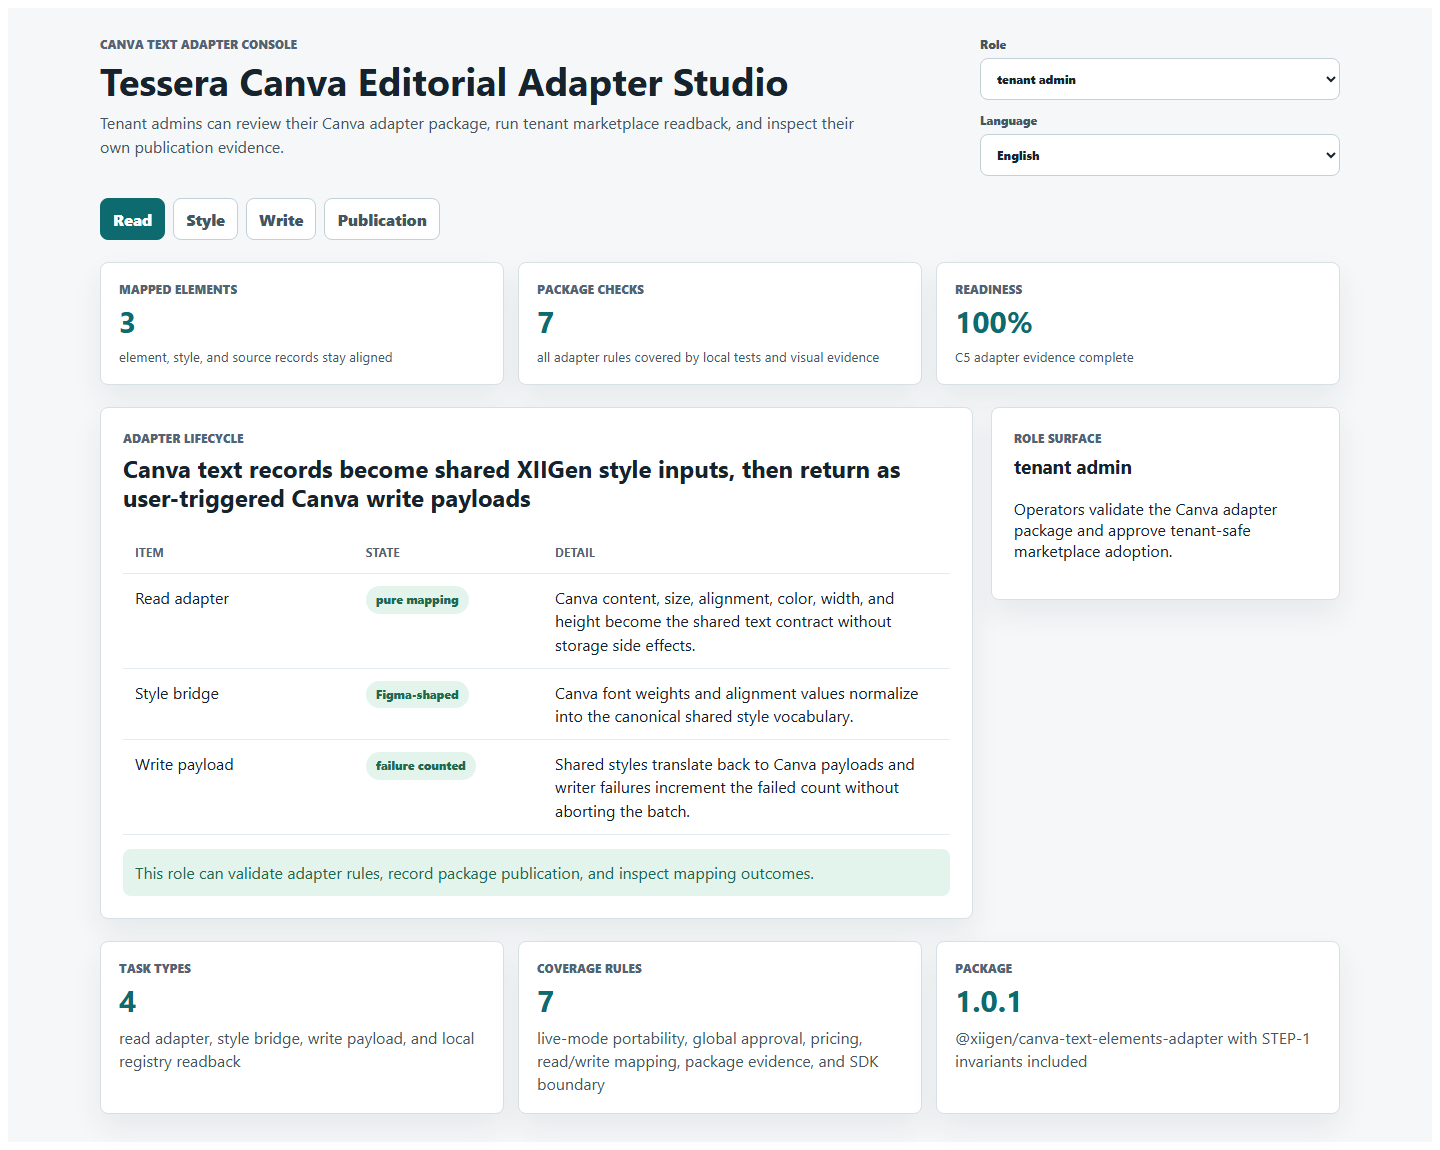 CANVA TEXT ADAPTER CONSOLE
Tessera Canva Editorial Adapter Studio
Tenant admins can review their Canva adapter package, run tenant marketplace readback, and inspect their
own publication evidence.
Role
tenant admin
Language
English
Read
Style
Write
Publication
MAPPED ELEMENTS
3
element, style, and source records stay aligned
PACKAGE CHECKS
7
all adapter rules covered by local tests and visual evidence
READINESS
100%
C5 adapter evidence complete
ADAPTER LIFECYCLE
Canva text records become shared XIIGen style inputs, then return as
user-triggered Canva write payloads
ITEM STATE DETAIL
Read adapter
pure mapping
Canva content, size, alignment, color, width, and
height become the shared text contract without
storage side effects.
Style bridge
Figma-shaped
Canva font weights and alignment values normalize
into the canonical shared style vocabulary.
Write payload
failure counted
Shared styles translate back to Canva payloads and
writer failures increment the failed count without
aborting the batch.
This role can validate adapter rules, record package publication, and inspect mapping outcomes.
ROLE SURFACE
tenant admin
Operators validate the Canva adapter
package and approve tenant-safe
marketplace adoption.
TASK TYPES
4
read adapter, style bridge, write payload, and local
registry readback
COVERAGE RULES
7
live-mode portability, global approval, pricing,
read/write mapping, package evidence, and SDK
boundary
PACKAGE
1.0.1
@xiigen/canva-text-elements-adapter with STEP-1
invariants included